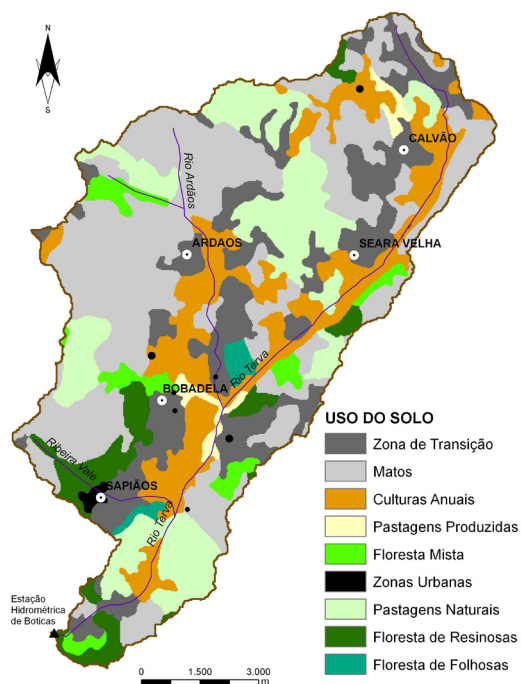 N
S
CALVÃO
Rio Ardãos
ARDAOS
SEARA VELHA
Rio Terva
BOBADELA
Ribeira Vale
SAPIÃOS
Rio Terva
Estação
Hidrométrica
de Boticas
USO DO SOLO
Zona de Transição
Matos
Culturas Anuais
Pastagens Produzidas
Floresta Mista
Zonas Urbanas
Pastagens Naturais
Floresta de Resinosas
Floresta de Folhosas
0 1.500 3.000
m